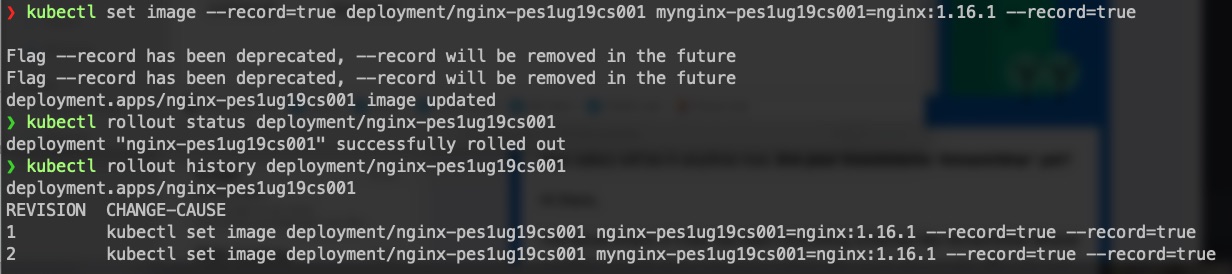 ❯ kubectl set image --record=true deployment/nginx-pes1ug19cs001 mynginx-pes1ug19cs001=nginx:1.16.1 --record=true
Flag --record has been deprecated, --record will be removed in the future
Flag --record has been deprecated, --record will be removed in the future
deployment.apps/nginx-pes1ug19cs001 image updated
❯ kubectl rollout status deployment/nginx-pes1ug19cs001
deployment "nginx-pes1ug19cs001" successfully rolled out
❯ kubectl rollout history deployment/nginx-pes1ug19cs001
deployment.apps/nginx-pes1ug19cs001
REVISION  CHANGE-CAUSE
1         kubectl set image deployment/nginx-pes1ug19cs001 nginx-pes1ug19cs001=nginx:1.16.1 --record=true --record=true
2         kubectl set image deployment/nginx-pes1ug19cs001 mynginx-pes1ug19cs001=nginx:1.16.1 --record=true --record=true